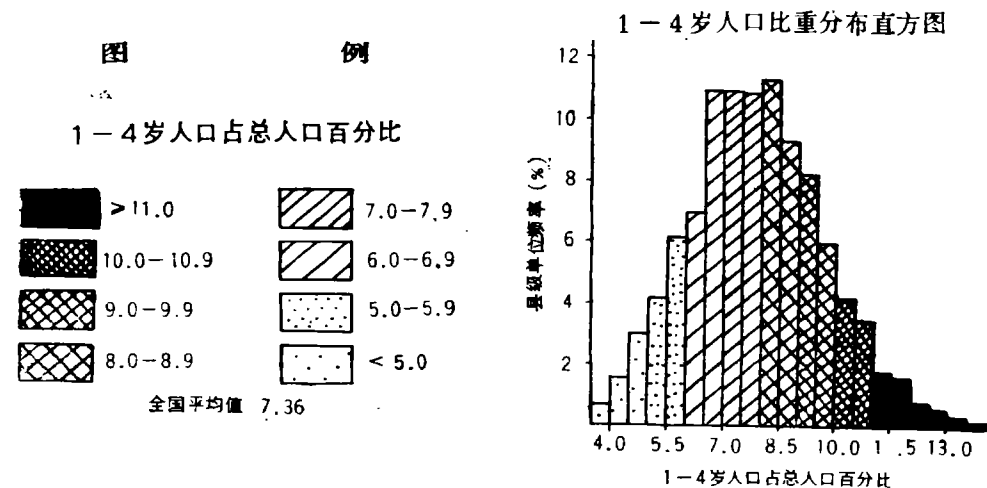 图 例
1-4岁人口占总人口百分比
≥11.0
10.0-10.9
9.0-9.9
8.0-8.9
7.0-7.9
6.0-6.9
5.0-5.9
< 5.0
全国平均值 7.36
1-4岁人口比重分布直方图
县级单位频率(%)
12
10
8
6
4
2
4.0 5.5 7.0 8.5 10.0 1 .5 13.0
1-4岁人口占总人口百分比